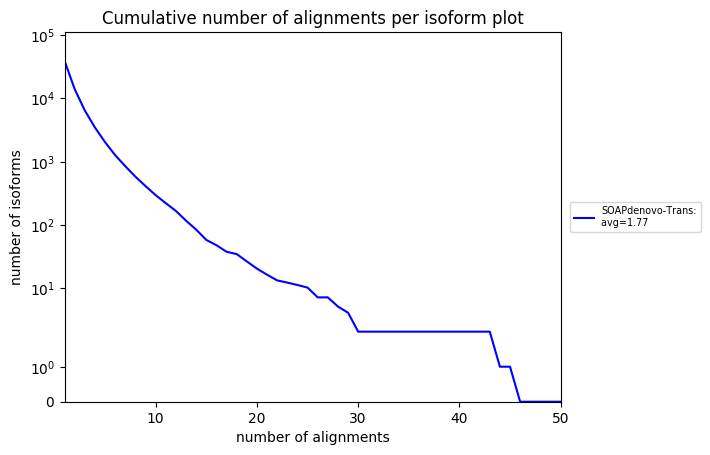 Cumulative number of alignments per isoform plot
10^5
10^4
10^3
10^2
10^1
10^0
0
number of isoforms
10
20
30
40
50
number of alignments
SOAPdenovo-Trans:
avg=1.77